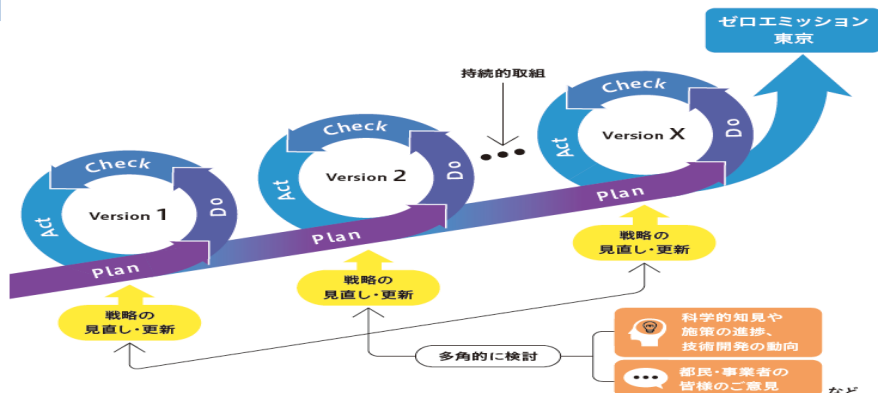 ゼロエミッション
東京
持続的取組
Check
Do
Act
Version X
Plan
Check
Do
Act
Version 2
Plan
Check
Do
Act
Version 1
Plan
戦略の
見直し・更新
戦略の
見直し・更新
戦略の
見直し・更新
多角的に検討
科学的知見や
施策の進捗、
技術開発の動向
都民・事業者の
皆様のご意見
など